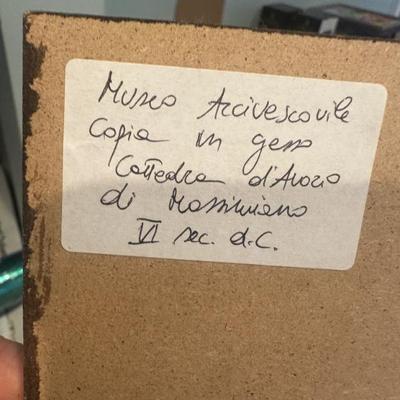 Museo Arcivescovile
Copia in gesso
Cattedra d'Avorio
di Massimiano
VI sec. d.C.